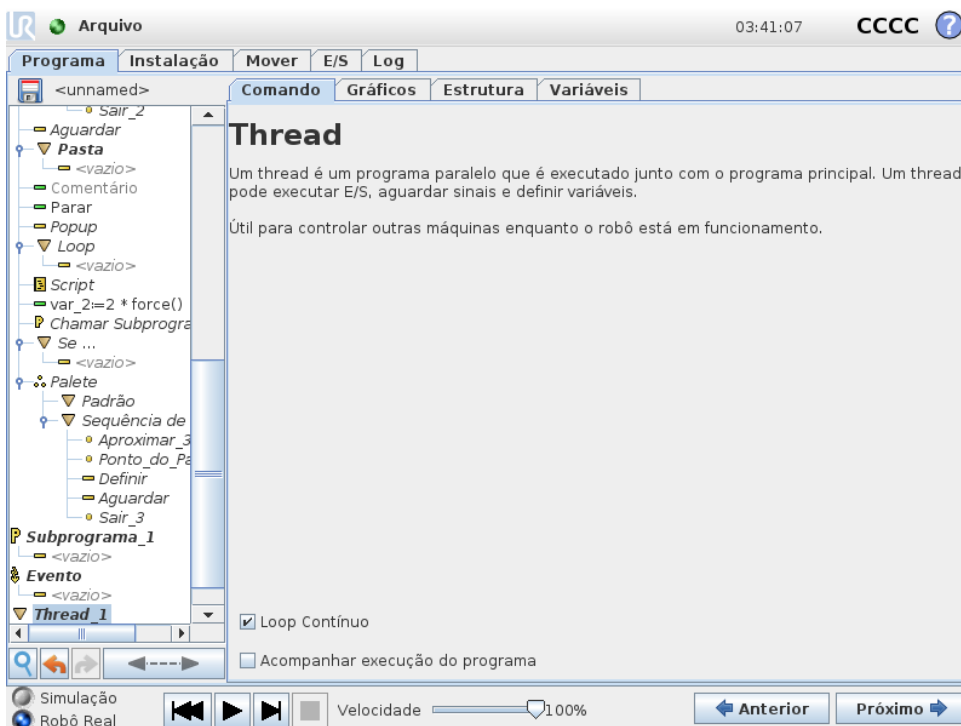 Arquivo 03:41:07 CCCC ?
Programa Instalação Mover E/S Log
<unnamed> Comando Gráficos Estrutura Variáveis
Sair_2
Aguardar
Pasta
<vazio>
Comentário
Parar
Popup
Loop
<vazio>
Script
var_2:=2 * force()
Chamar Subprogra
Se ...
<vazio>
Palete
Padrão
Sequência de
Aproximar_3
Ponto_do_Pa
Definir
Aguardar
Sair_3
Subprograma_1
<vazio>
Evento
<vazio>
Thread_1
Thread
Um thread é um programa paralelo que é executado junto com o programa principal. Um thread
pode executar E/S, aguardar sinais e definir variáveis.
Útil para controlar outras máquinas enquanto o robô está em funcionamento.
Loop Contínuo
Acompanhar execução do programa
Simulação
Robô Real
Velocidade 100%
Anterior Próximo